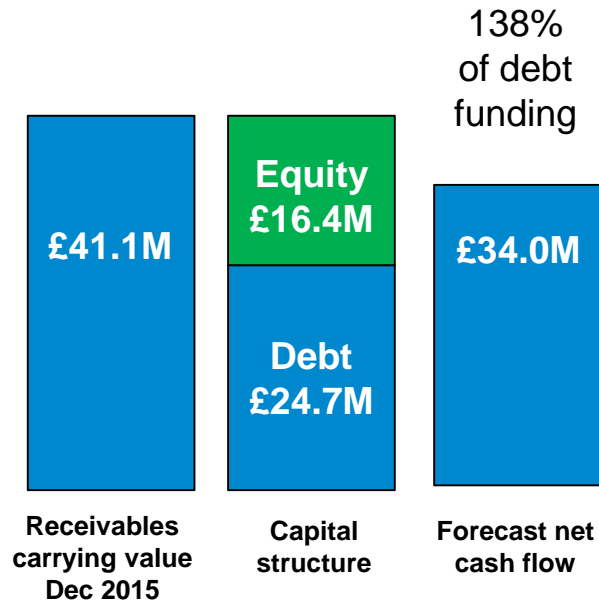 138%
of debt
funding
£41.1M
Equity
£16.4M
Debt
£24.7M
£34.0M
Receivables
carrying value
Dec 2015
Capital
structure
Forecast net
cash flow